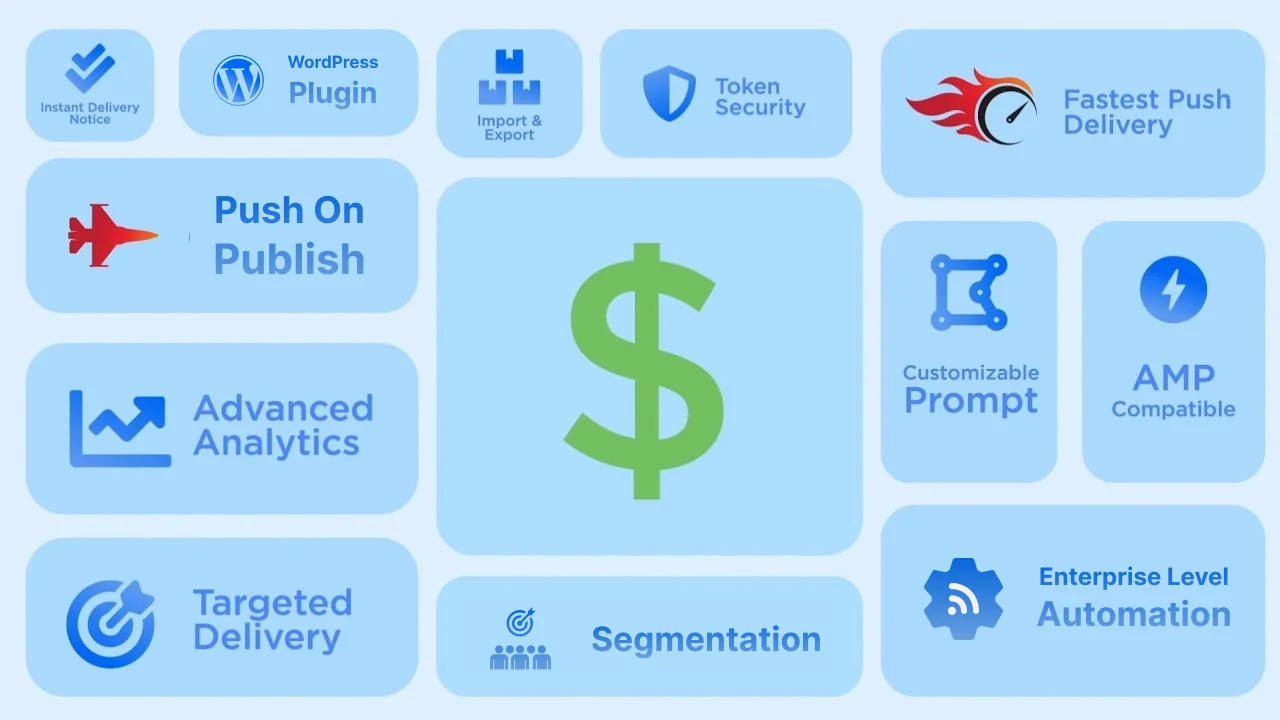 Instant Delivery
Notice
WordPress
Plugin
Import &
Export
Token
Security
Fastest Push
Delivery
Push On
Publish
$
Customizable
Prompt
AMP
Compatible
Advanced
Analytics
Targeted
Delivery
Segmentation
Enterprise Level
Automation